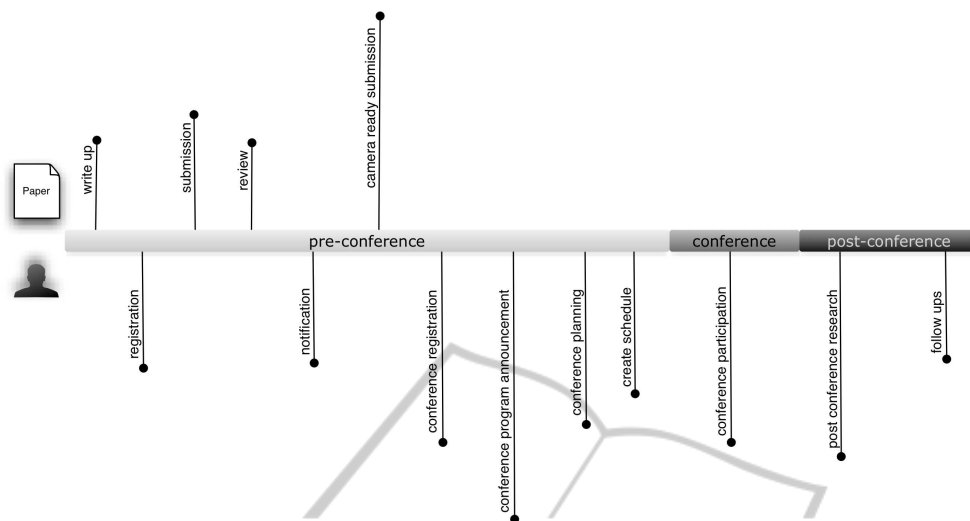 camera ready submission
write up
submission
review
Paper
pre-conference
conference
post-conference
registration
notification
conference registration
conference program announcement
conference planning
create schedule
conference participation
post conference research
follow ups